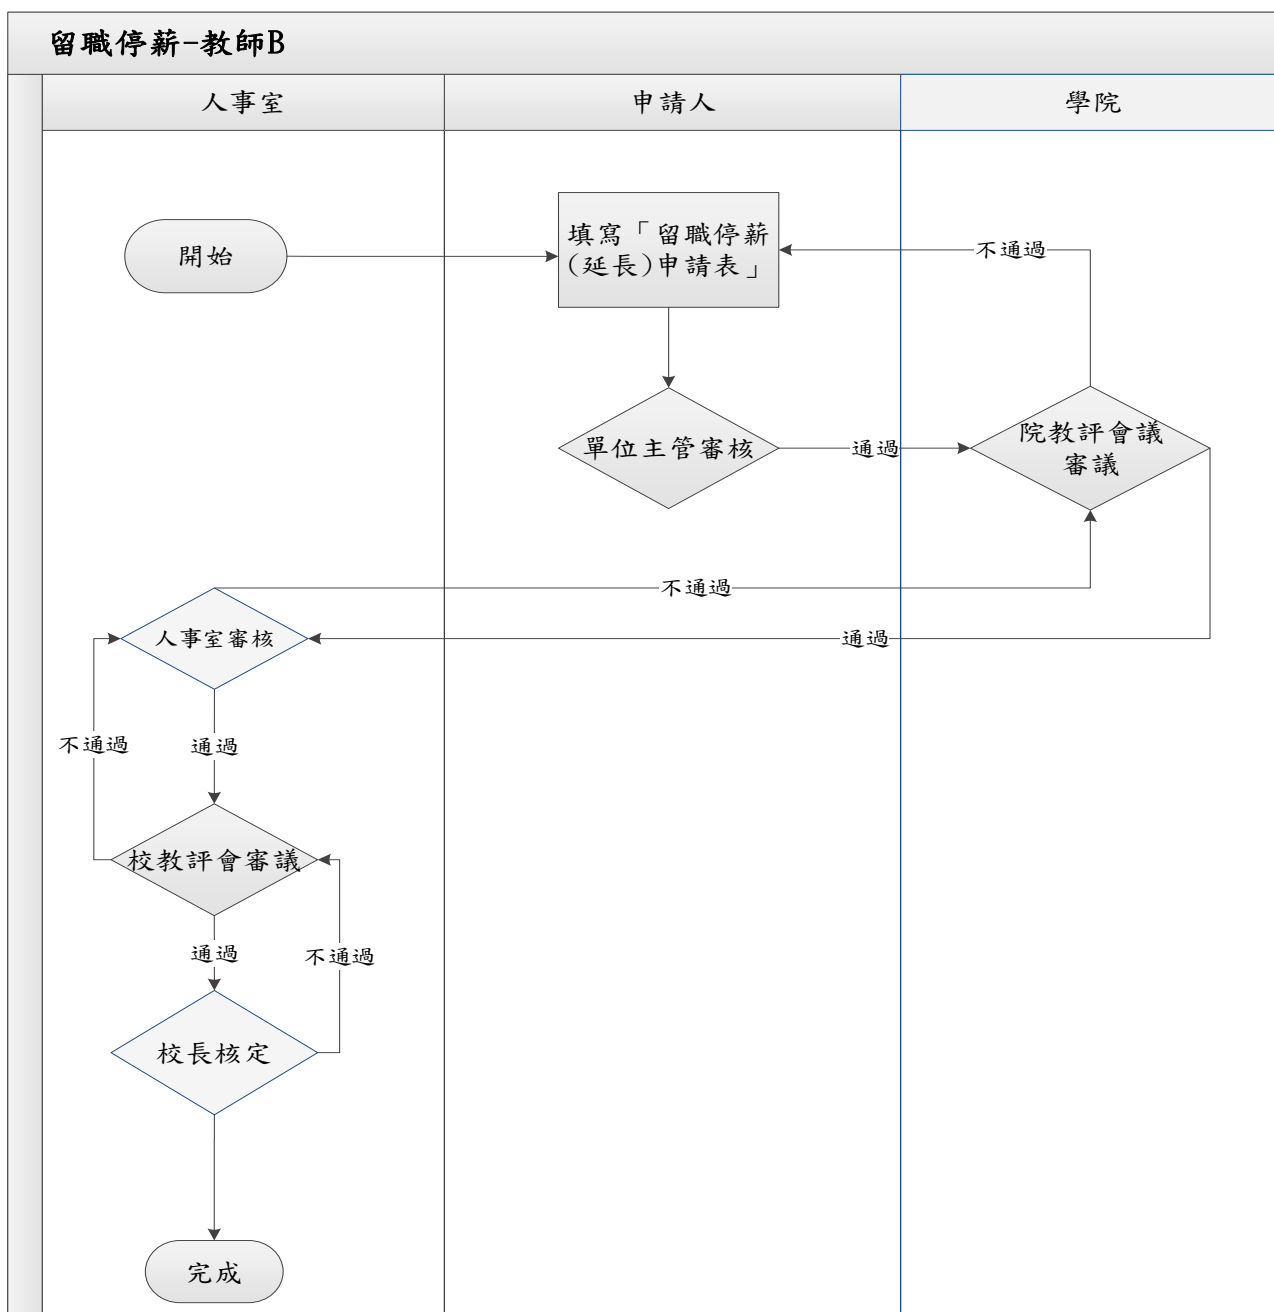 留職停薪-教師B
人事室
申請人
學院
開始
填寫「留職停薪
(延長)申請表」
不通過
單位主管審核
通過
院教評會議
審議
不通過
人事室審核
通過
不通過
通過
校教評會審議
通過
不通過
校長核定
完成